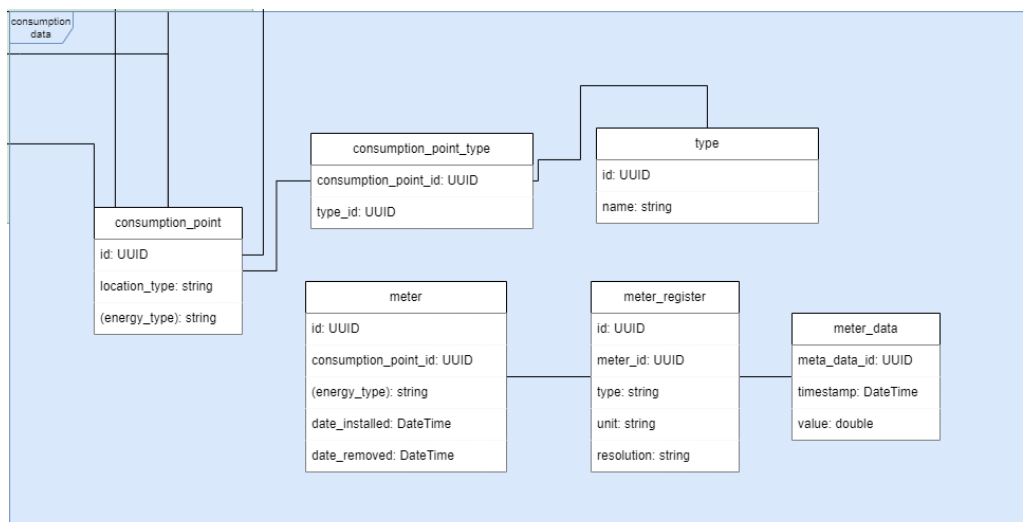 consumption
data
consumption_point_type
consumption_point_id: UUID
type_id: UUID
type
id: UUID
name: string
consumption_point
id: UUID
location_type: string
(energy_type): string
meter
id: UUID
consumption_point_id: UUID
(energy_type): string
date_installed: DateTime
date_removed: DateTime
meter_register
id: UUID
meter_id: UUID
type: string
unit: string
resolution: string
meter_data
meta_data_id: UUID
timestamp: DateTime
value: double